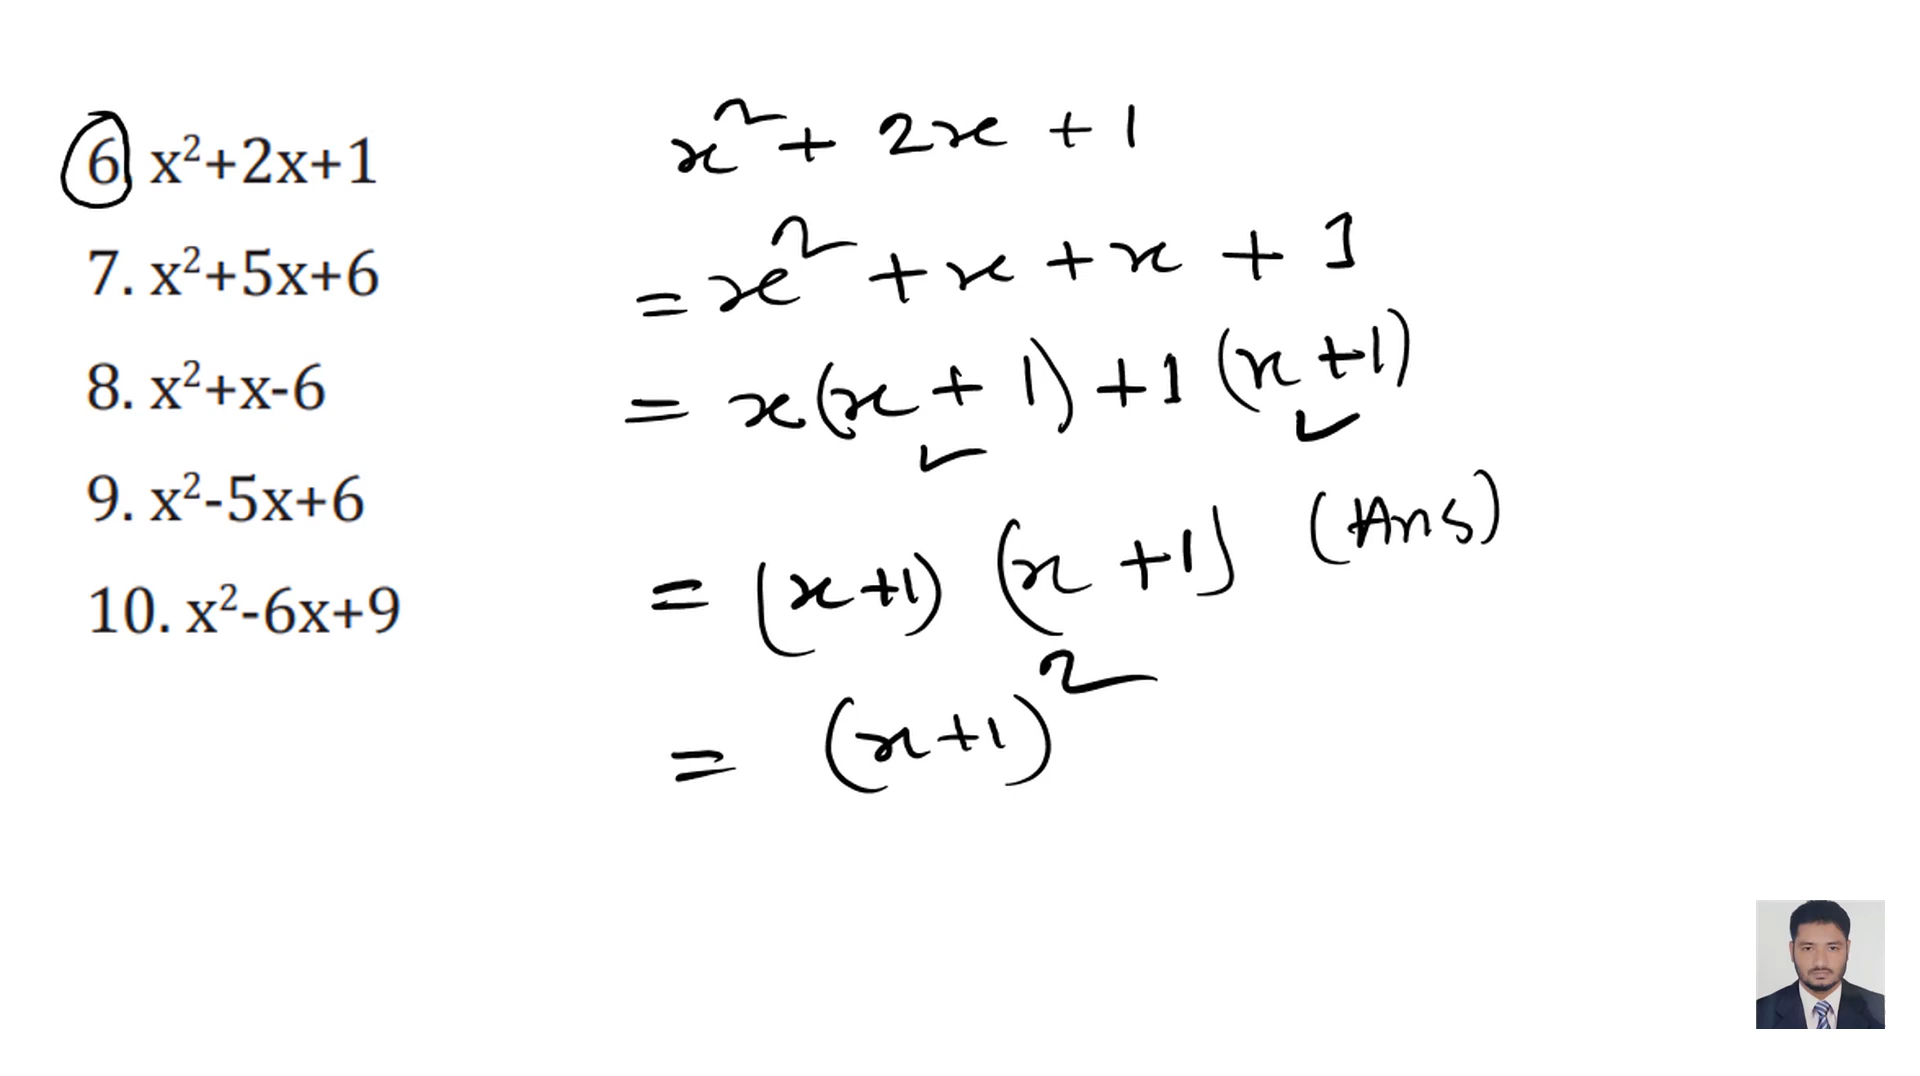 6. x²+2x+1
7. x²+5x+6
8. x²+x-6
9. x²-5x+6
10. x²-6x+9
x² + 2x + 1
= x² + x + x + 1
= x(x + 1) + 1 (x + 1)
= (x+1) (x + 1) (Ans)
= (x+1)²